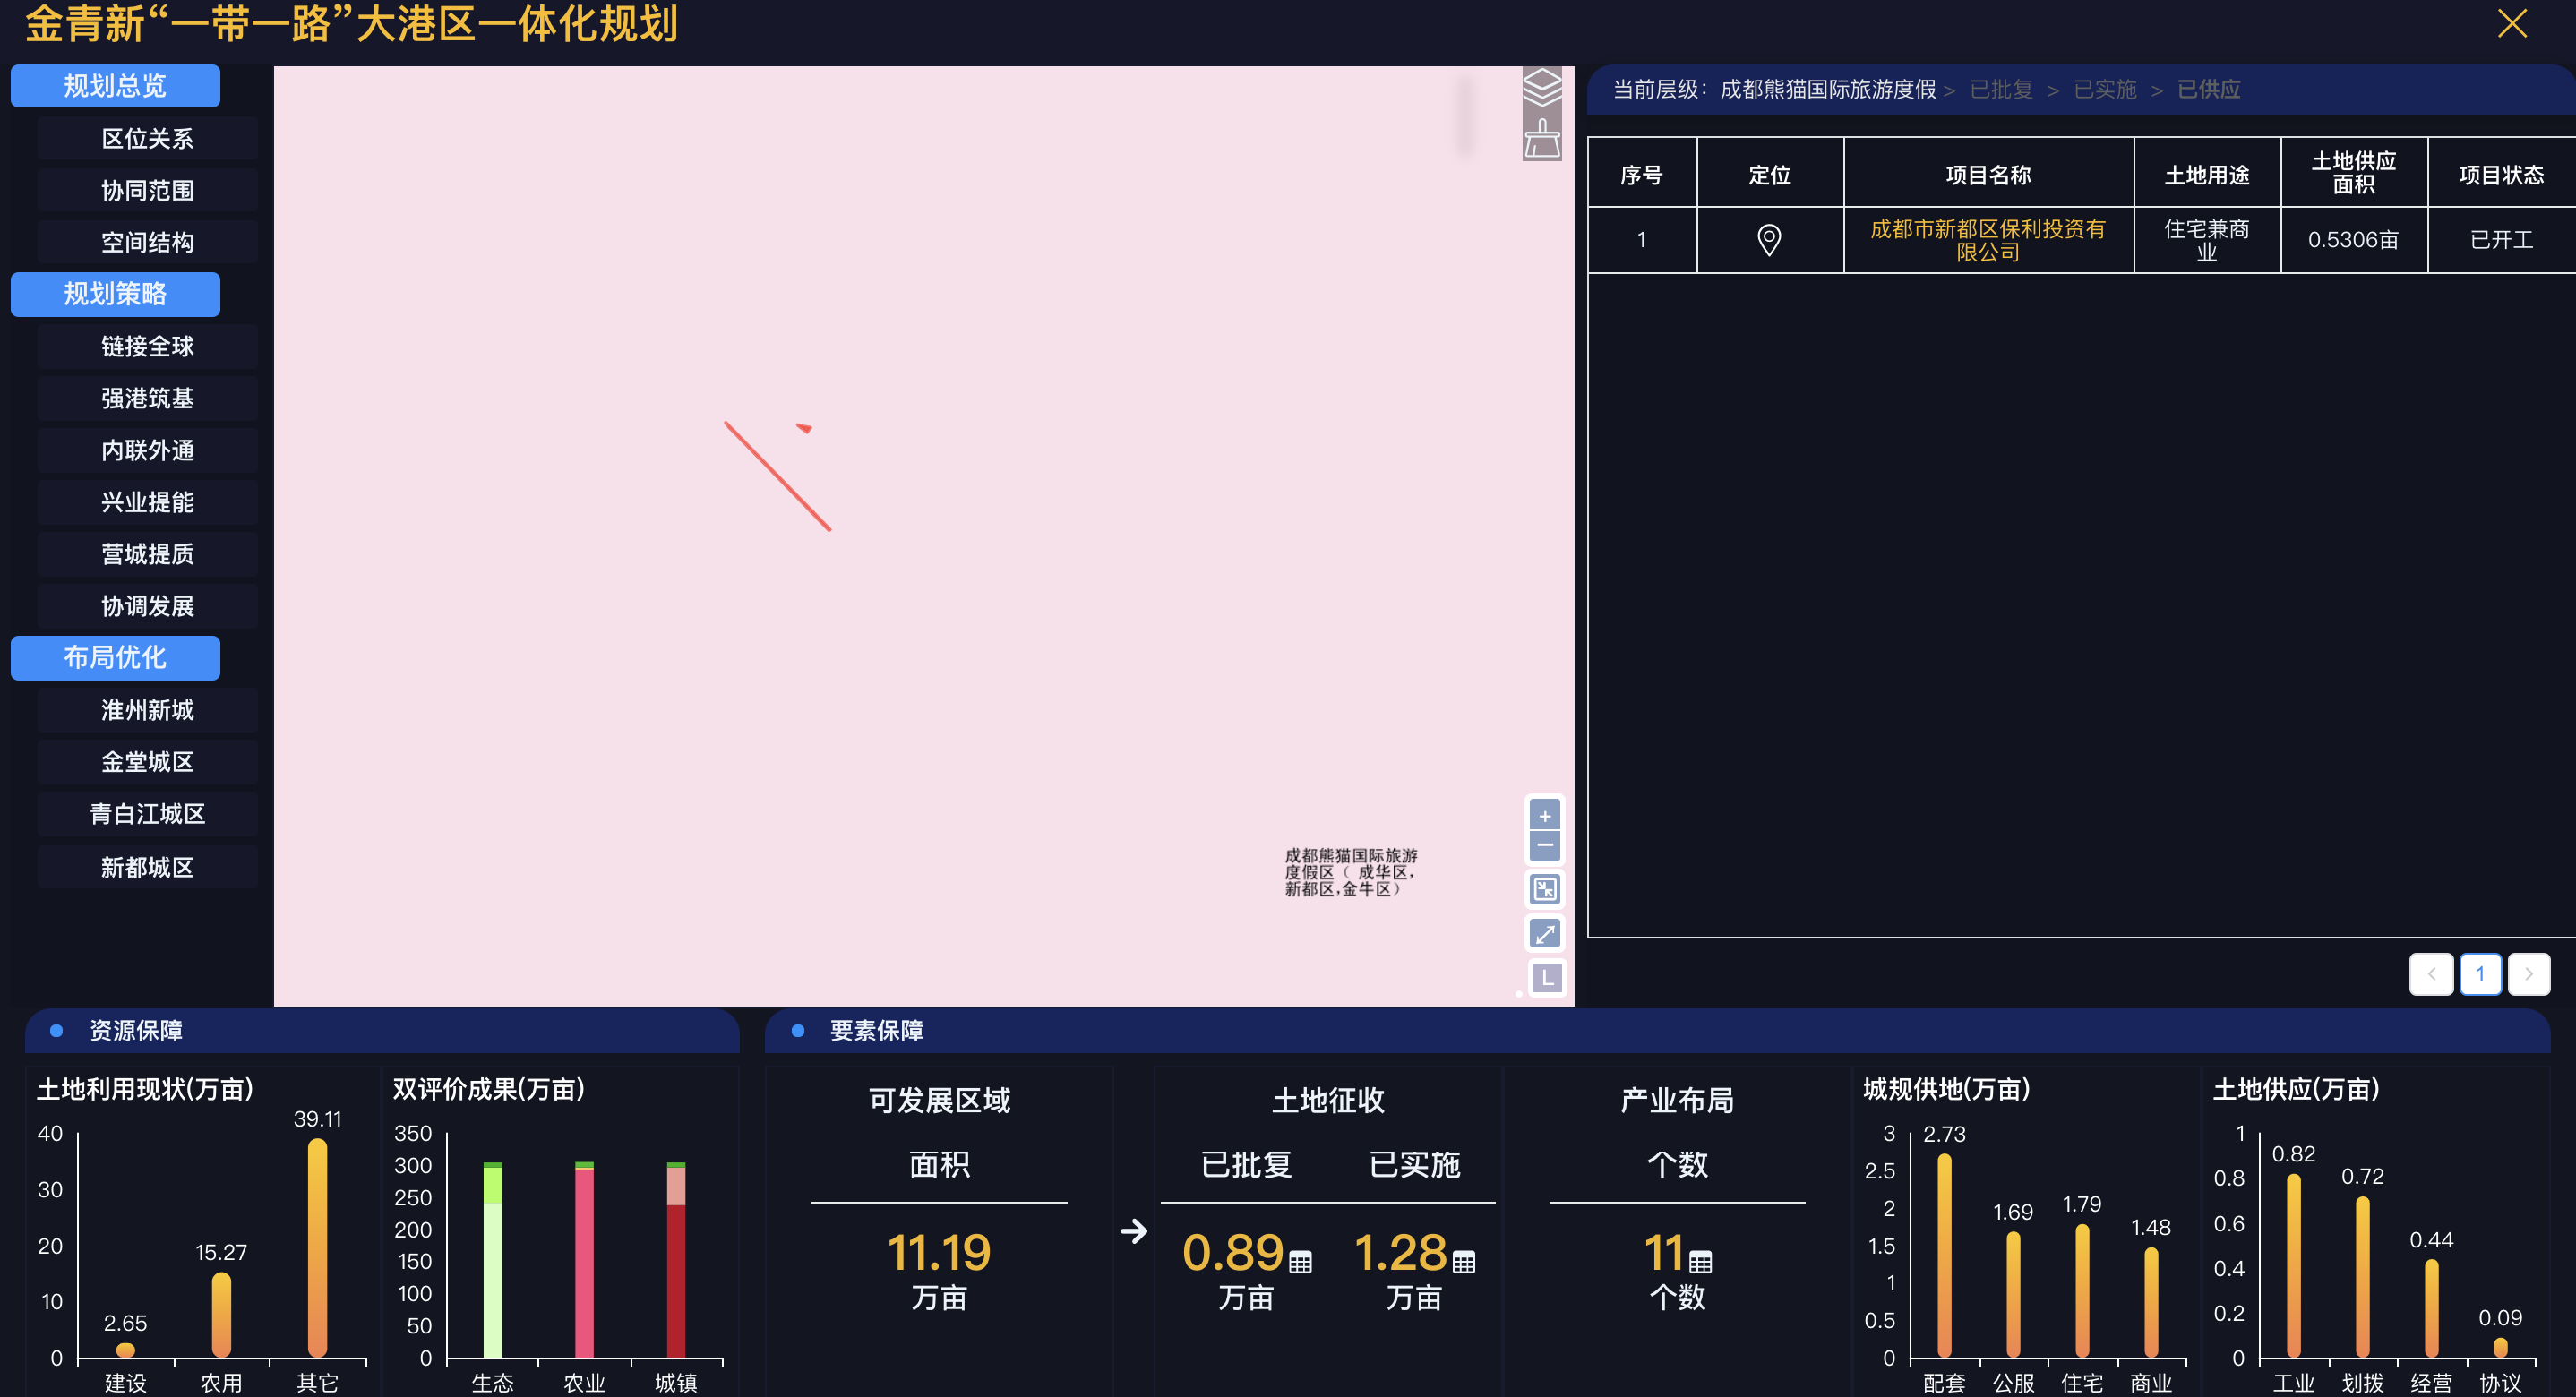 金青新“一带一路”大港区一体化规划
规划总览
区位关系
协同范围
空间结构
规划策略
链接全球
强港筑基
内联外通
兴业提能
营城提质
协调发展
布局优化
淮州新城
金堂城区
青白江城区
新都城区
成都熊猫国际旅游
度假区（ 成华区,
新都区,金牛区）
+
−
L
当前层级：成都熊猫国际旅游度假 > 已批复 > 已实施 > 已供应
序号 定位 项目名称 土地用途 土地供应 项目状态
面积
1 成都市新都区保利投资有 住宅兼商 0.5306亩 已开工
限公司 业
< 1 >
资源保障
土地利用现状(万亩)
40
30
20
10
0
2.65
15.27
39.11
建设 农用 其它
双评价成果(万亩)
350
300
250
200
150
100
50
0
生态 农业 城镇
要素保障
可发展区域
面积
11.19
万亩
土地征收
已批复 已实施
0.89 1.28
万亩 万亩
产业布局
个数
11
个数
城规供地(万亩)
3
2.5
2
1.5
1
0.5
0
2.73
1.69
1.79
1.48
配套 公服 住宅 商业
土地供应(万亩)
1
0.8
0.6
0.4
0.2
0
0.82
0.72
0.44
0.09
工业 划拨 经营 协议